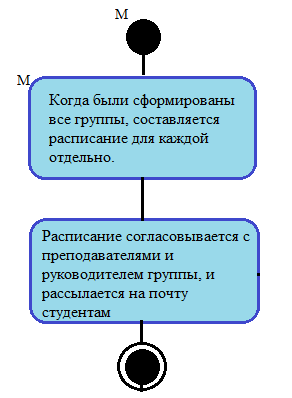 М
М
Когда были сформированы
все группы, составляется
расписание для каждой
отдельно.
Расписание согласовывается с
преподавателями и
руководителем группы, и
рассылается на почту
студентам